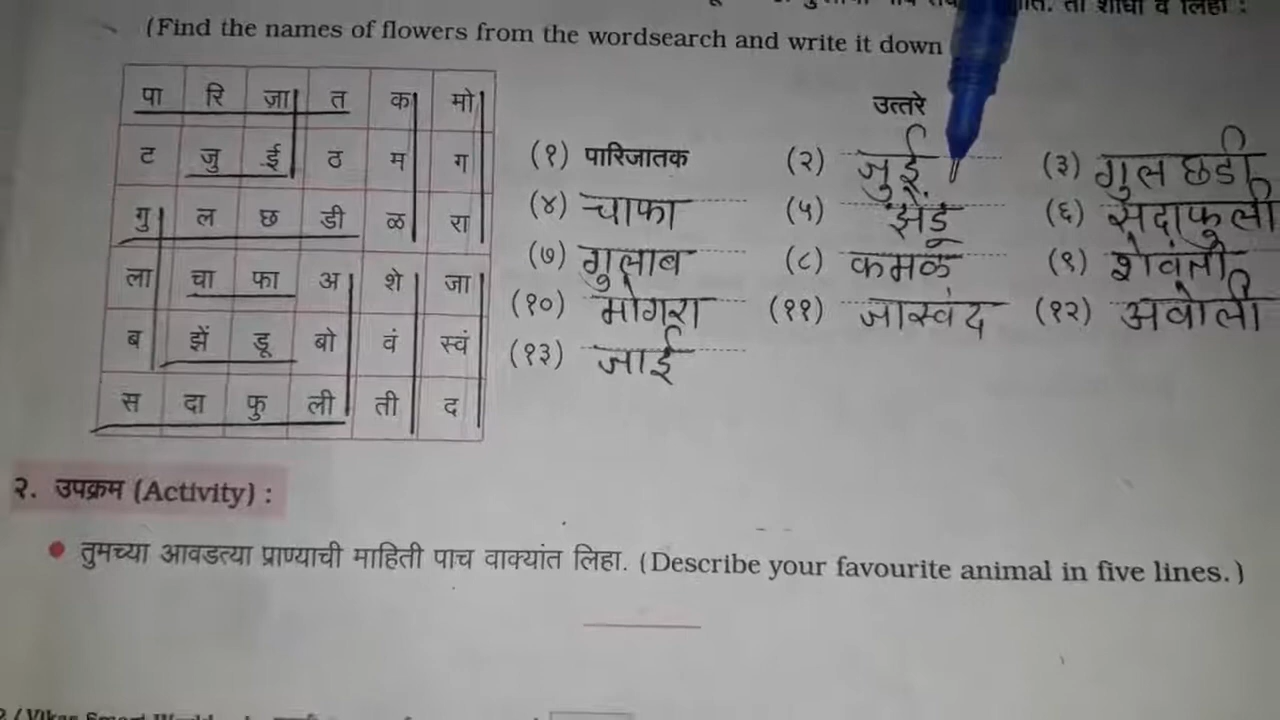 शोधा व लिहा :
(Find the names of flowers from the wordsearch and write it down
पा रि जा त क मो
ट जु ई ठ म ग
गु ल छ डी ळ रा
ला चा फा अ शे जा
ब झें डू बो वं स्वं
स दा फु ली ती द
उत्तरे
(१) पारिजातक (२) जुई. (३) गुल छडी
(४) चाफा (५) झेंडू (६) सदाफुली
(७) गुलाब (८) कमळ (९) शेवंती
(१०) मोगरा (११) जास्वंद (१२) अबोली
(१३) जाई
२. उपक्रम (Activity) :
• तुमच्या आवडत्या प्राण्याची माहिती पाच वाक्यांत लिहा. (Describe your favourite animal in five lines.)